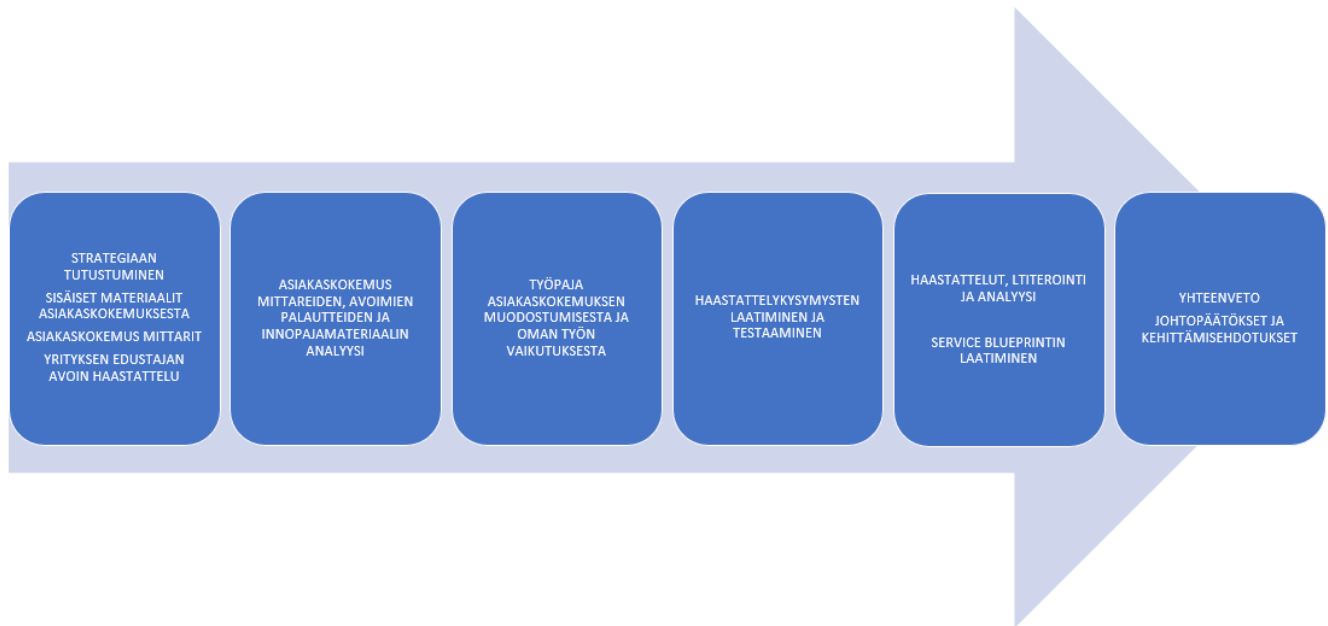 STRATEGIAAN
TUTUSTUMINEN
SISÄISET MATERIAALIT
ASIAKASKOKEMUKSESTA
ASIAKASKOKEMUS MITTARIT
YRITYKSEN EDUSTAJAN
AVOIN HAASTATTELU
ASIAKASKOKEMUS
MITTAREIDEN, AVOIMIEN
PALAUTTEIDEN JA
INNOPAJAMATERIAALIN
ANALYYSI
TYÖPAJA
ASIAKASKOKEMUKSEN
MUODOSTUMISESTA JA
OMAN TYÖN
VAIKUTUKSESTA
HAASTATTELYKYSYMYSTEN
LAATIMINEN JA
TESTAAMINEN
HAASTATTELUT, LTITEROINTI
JA ANALYYSI
SERVICE BLUEPRINTIN
LAATIMINEN
YHTEENVETO
JOHTOPÄÄTÖKSET JA
KEHITTÄMISEHDOTUKSET